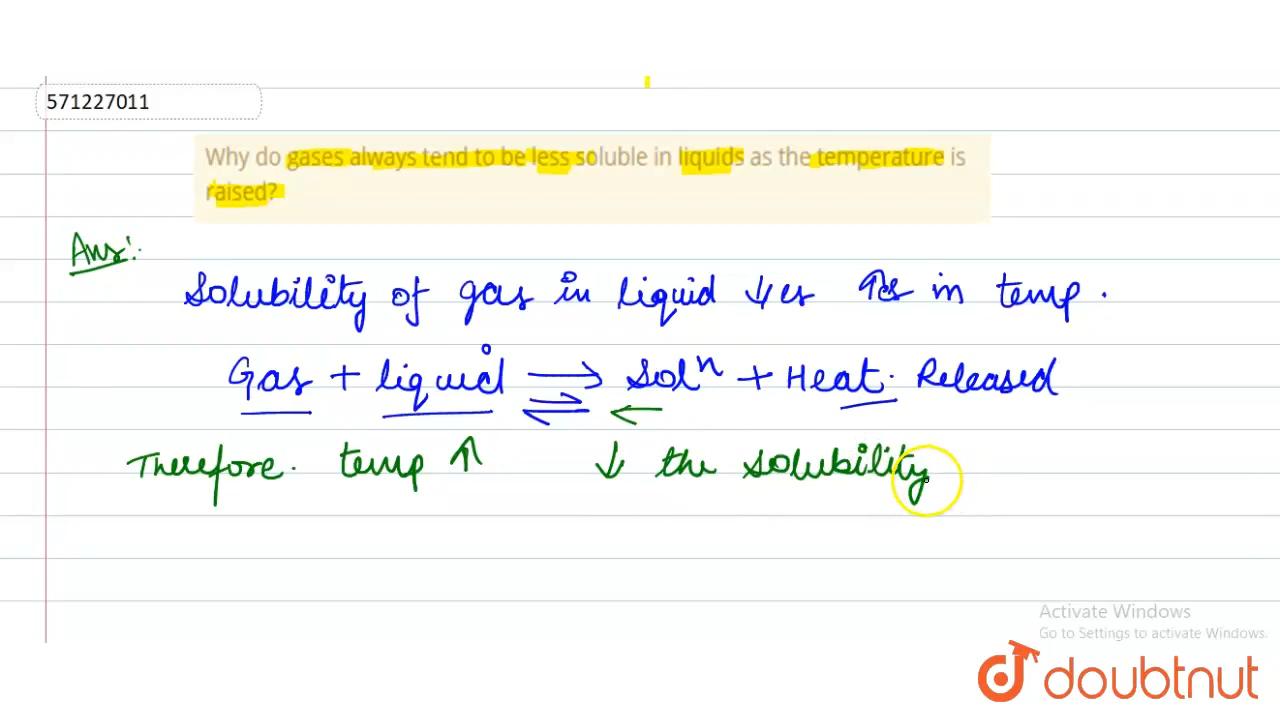 571227011
Why do gases always tend to be less soluble in liquids as the temperature is
raised?
Ans:
Solubility of gas in liquid ↓es ↑es in temp.
Gas + liquid ⇌ Solⁿ + Heat. Released
Therefore. temp ↑ ↓ the solubility
Activate Windows
Go to Settings to activate Windows.
doubtnut